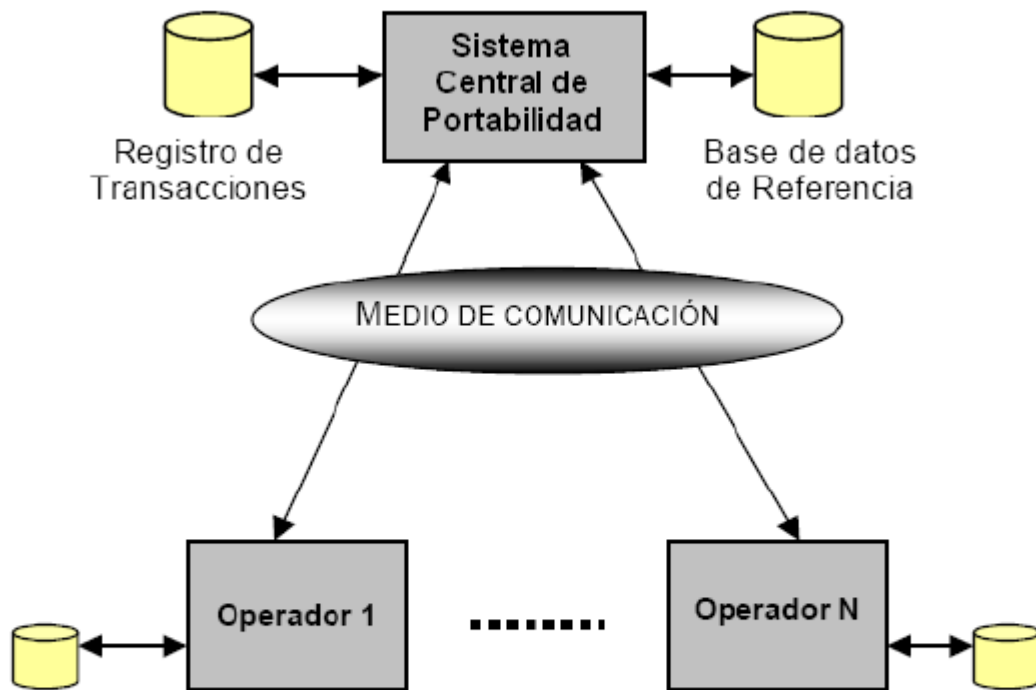 Sistema
Central de
Portabilidad
Registro de
Transacciones
Base de datos
de Referencia
MEDIO DE COMUNICACIÓN
Operador 1
Operador N